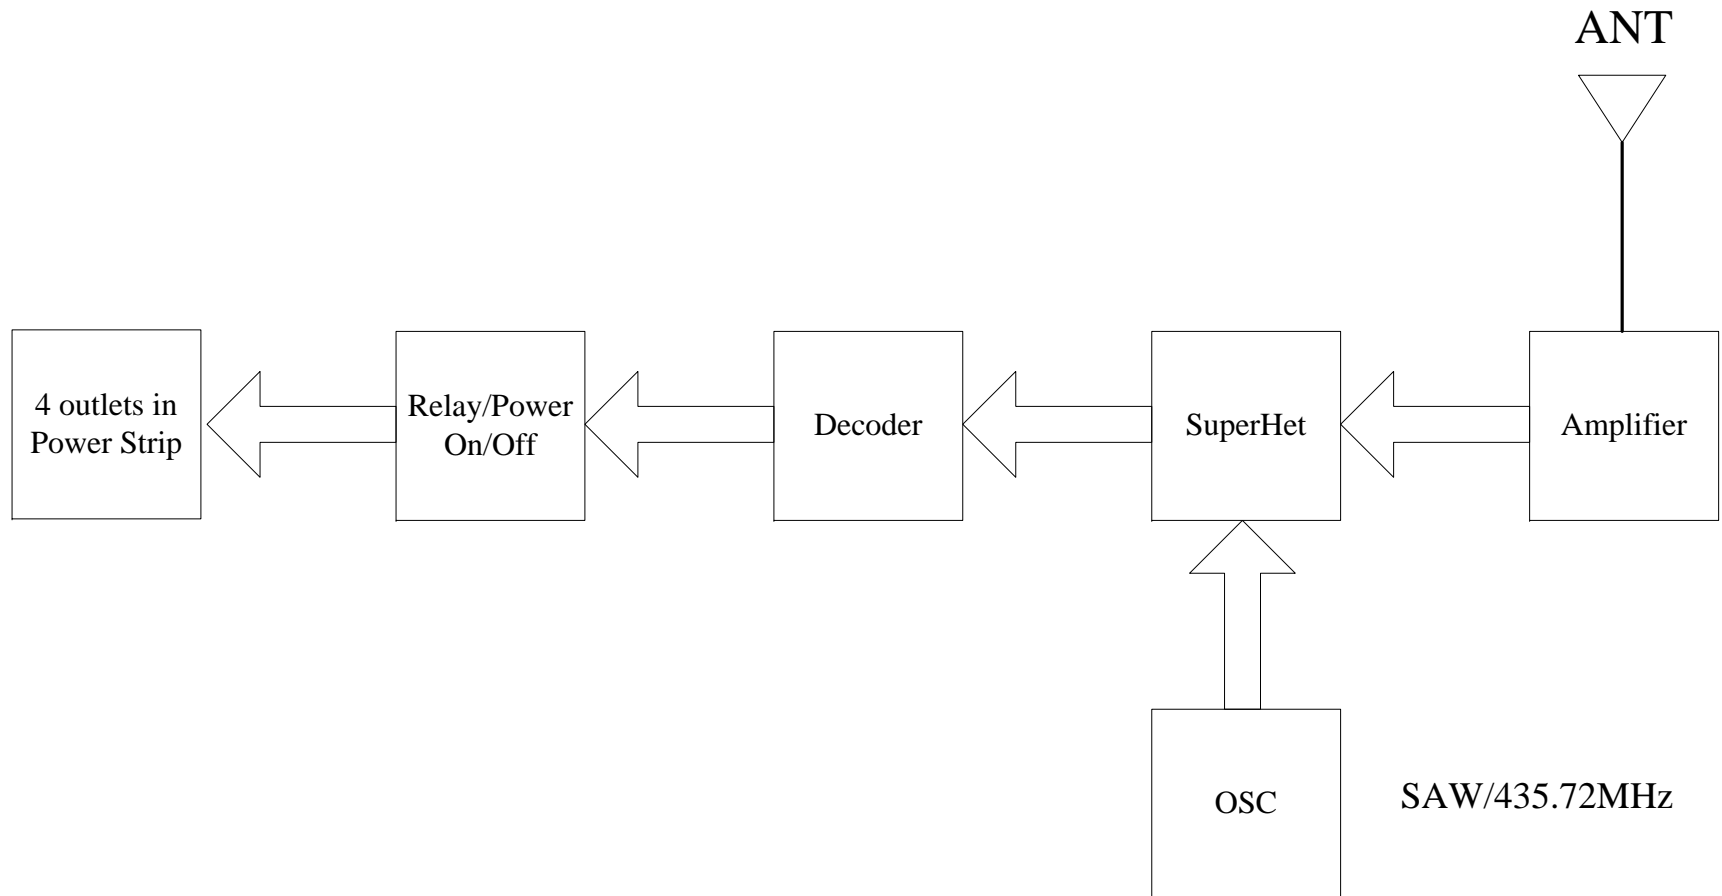 ANT
4 outlets in
Power Strip
Relay/Power
On/Off
Decoder
SuperHet
Amplifier
OSC
SAW/435.72MHz